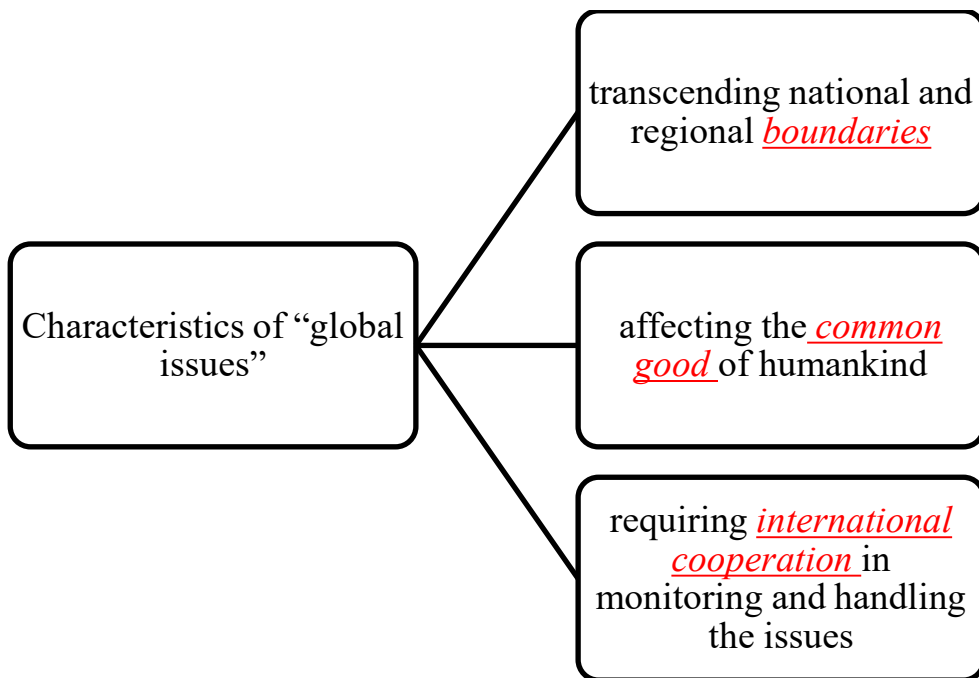 transcending national and
regional boundaries
Characteristics of “global
issues”
affecting the common
good of humankind
requiring international
cooperation in
monitoring and handling
the issues